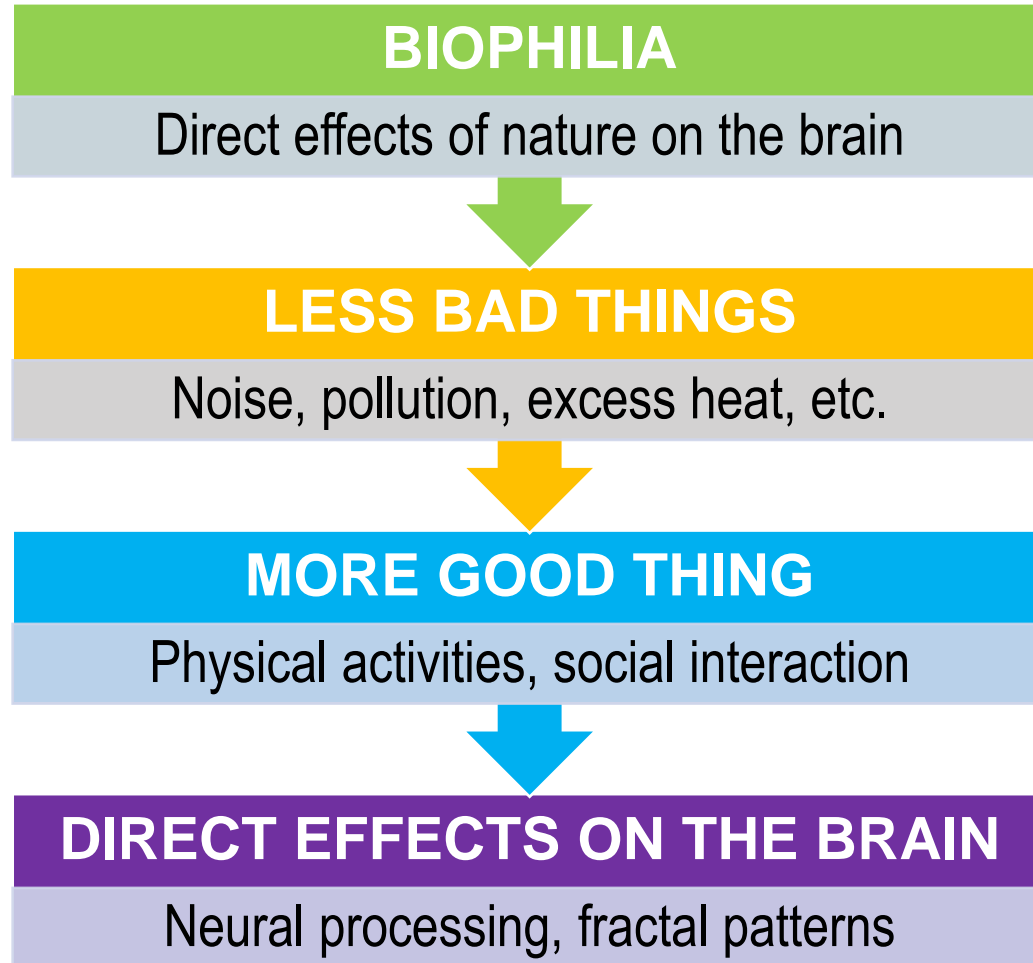 BIOPHILIA
Direct effects of nature on the brain
LESS BAD THINGS
Noise, pollution, excess heat, etc.
MORE GOOD THING
Physical activities, social interaction
DIRECT EFFECTS ON THE BRAIN
Neural processing, fractal patterns